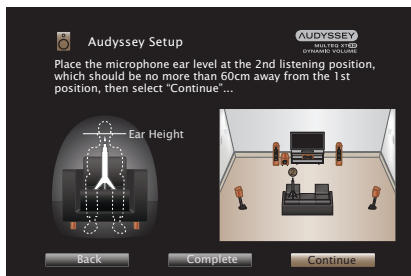 Audyssey Setup
AUDYSSEY
MULTEQ XT32
DYNAMIC VOLUME
Place the microphone ear level at the 2nd listening position,
which should be no more than 60cm away from the 1st
position, then select “Continue”...
Ear Height
2
Back
Complete
Continue